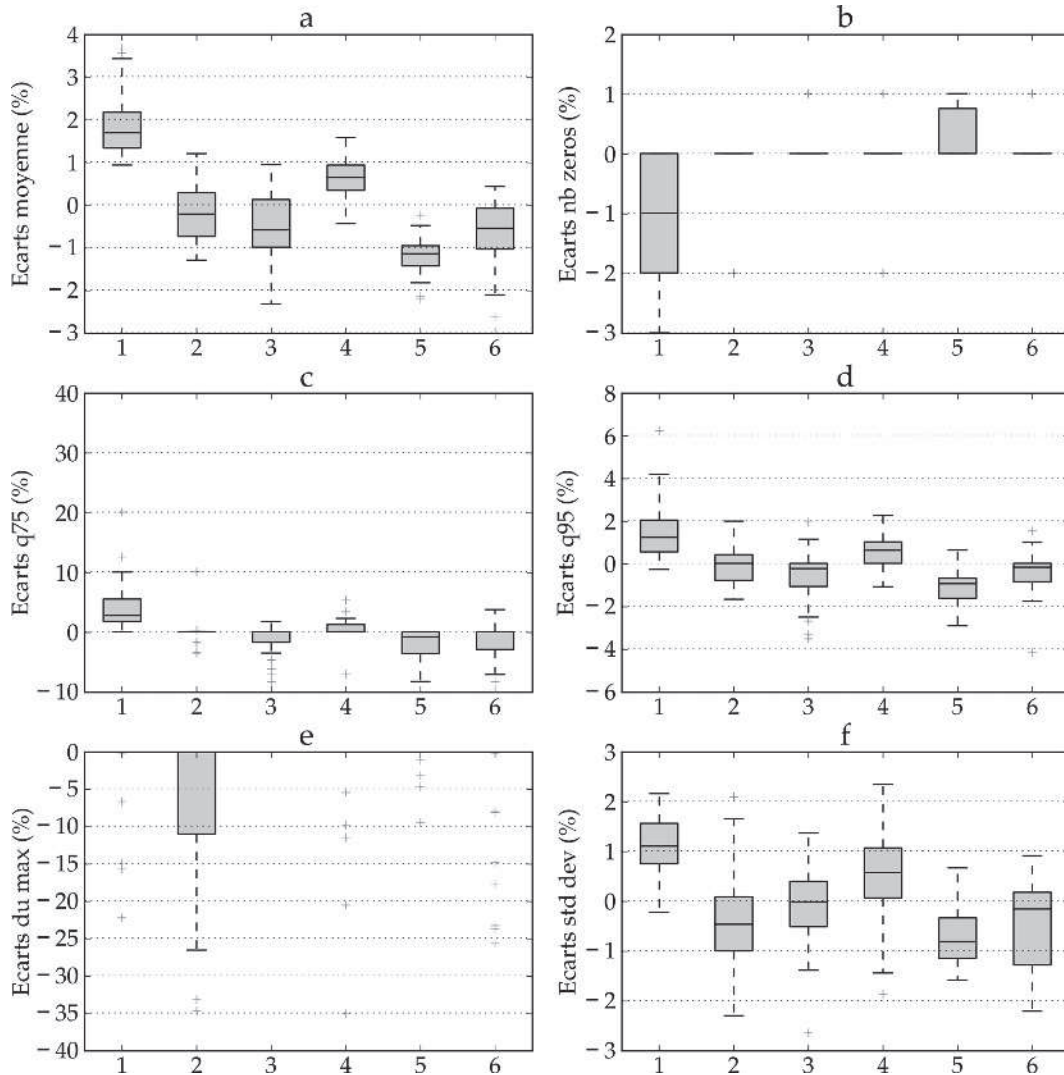 a
Ecarts moyenne (%)
4
3
2
1
0
−1
−2
−3
1 2 3 4 5 6
b
Ecarts nb zeros (%)
2
1
0
−1
−2
−3
1 2 3 4 5 6
c
Ecarts q75 (%)
40
30
20
10
0
−10
1 2 3 4 5 6
d
Ecarts q95 (%)
8
6
4
2
0
−2
−4
−6
1 2 3 4 5 6
e
Ecarts du max (%)
0
−5
−10
−15
−20
−25
−30
−35
−40
1 2 3 4 5 6
f
Ecarts std dev (%)
3
2
1
0
−1
−2
−3
1 2 3 4 5 6